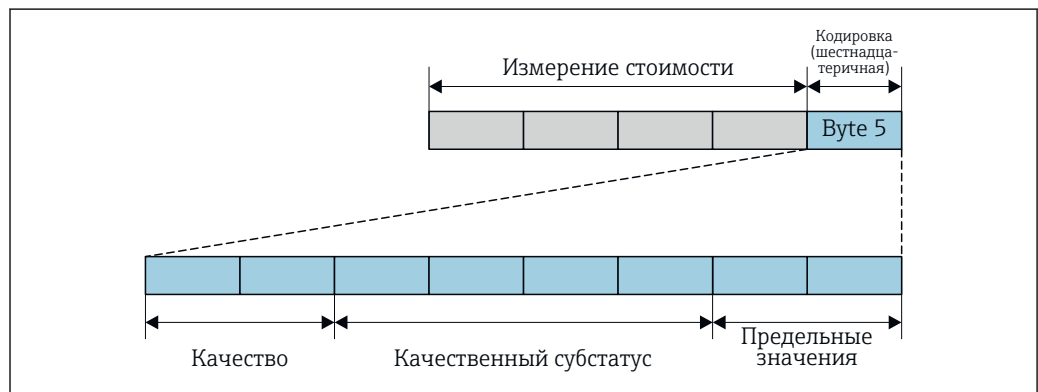 Кодировка
(шестнадца-
теричная)
Измерение стоимости
Byte 5
Качество
Качественный субстатус
Предельные
значения